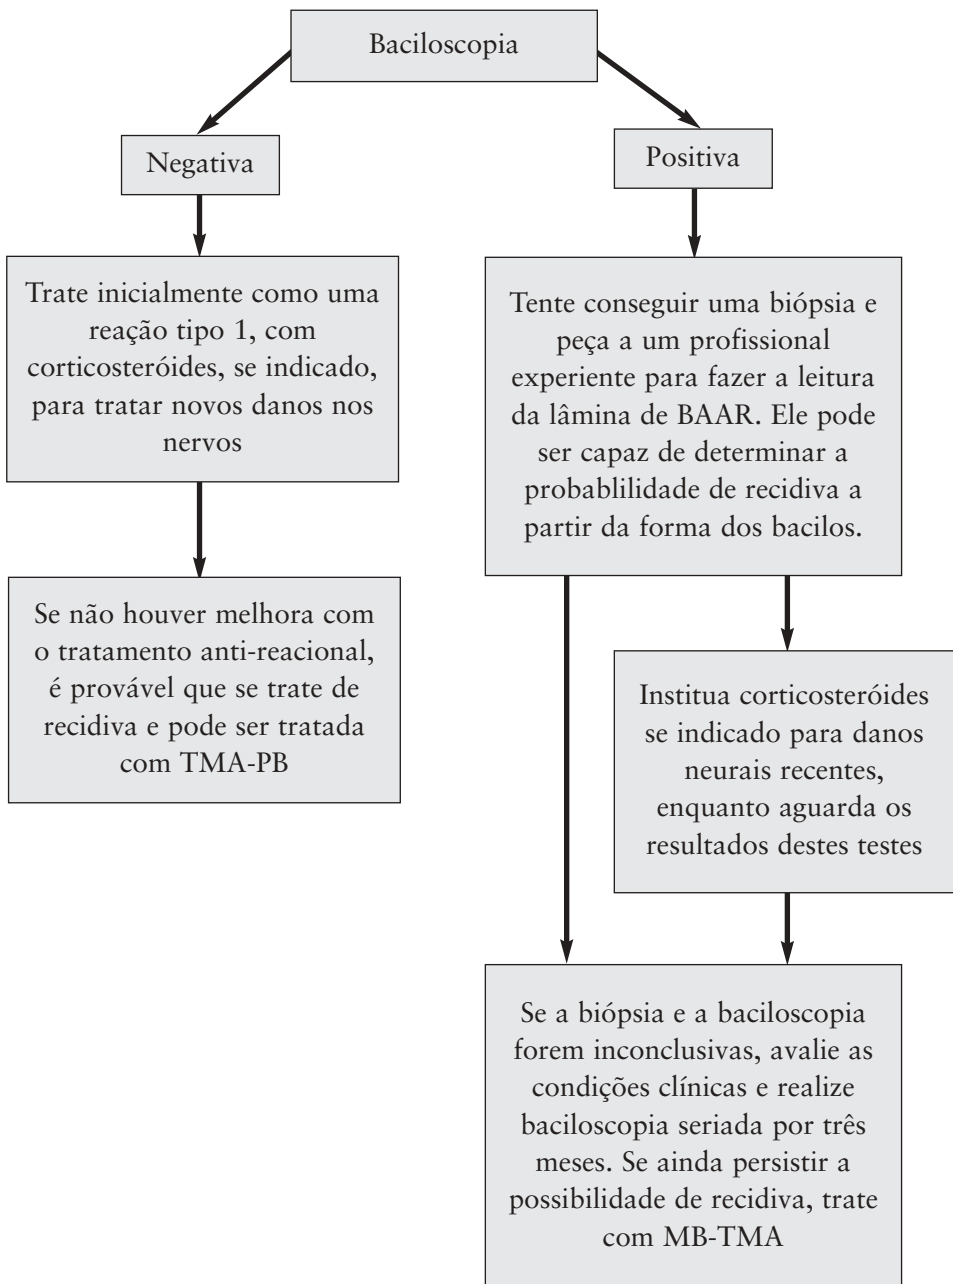 Baciloscopia
Negativa
Positiva
Trate inicialmente como uma
reação tipo 1, com
corticosteróides, se indicado,
para tratar novos danos nos
nervos
Tente conseguir uma biópsia e
peça a um profissional
experiente para fazer a leitura
da lâmina de BAAR. Ele pode
ser capaz de determinar a
probablilidade de recidiva a
partir da forma dos bacilos.
Se não houver melhora com
o tratamento anti-reacional,
é provável que se trate de
recidiva e pode ser tratada
com TMA-PB
Institua corticosteróides
se indicado para danos
neurais recentes,
enquanto aguarda os
resultados destes testes
Se a biópsia e a baciloscopia
forem inconclusivas, avalie as
condições clínicas e realize
baciloscopia seriada por três
meses. Se ainda persistir a
possibilidade de recidiva, trate
com MB-TMA